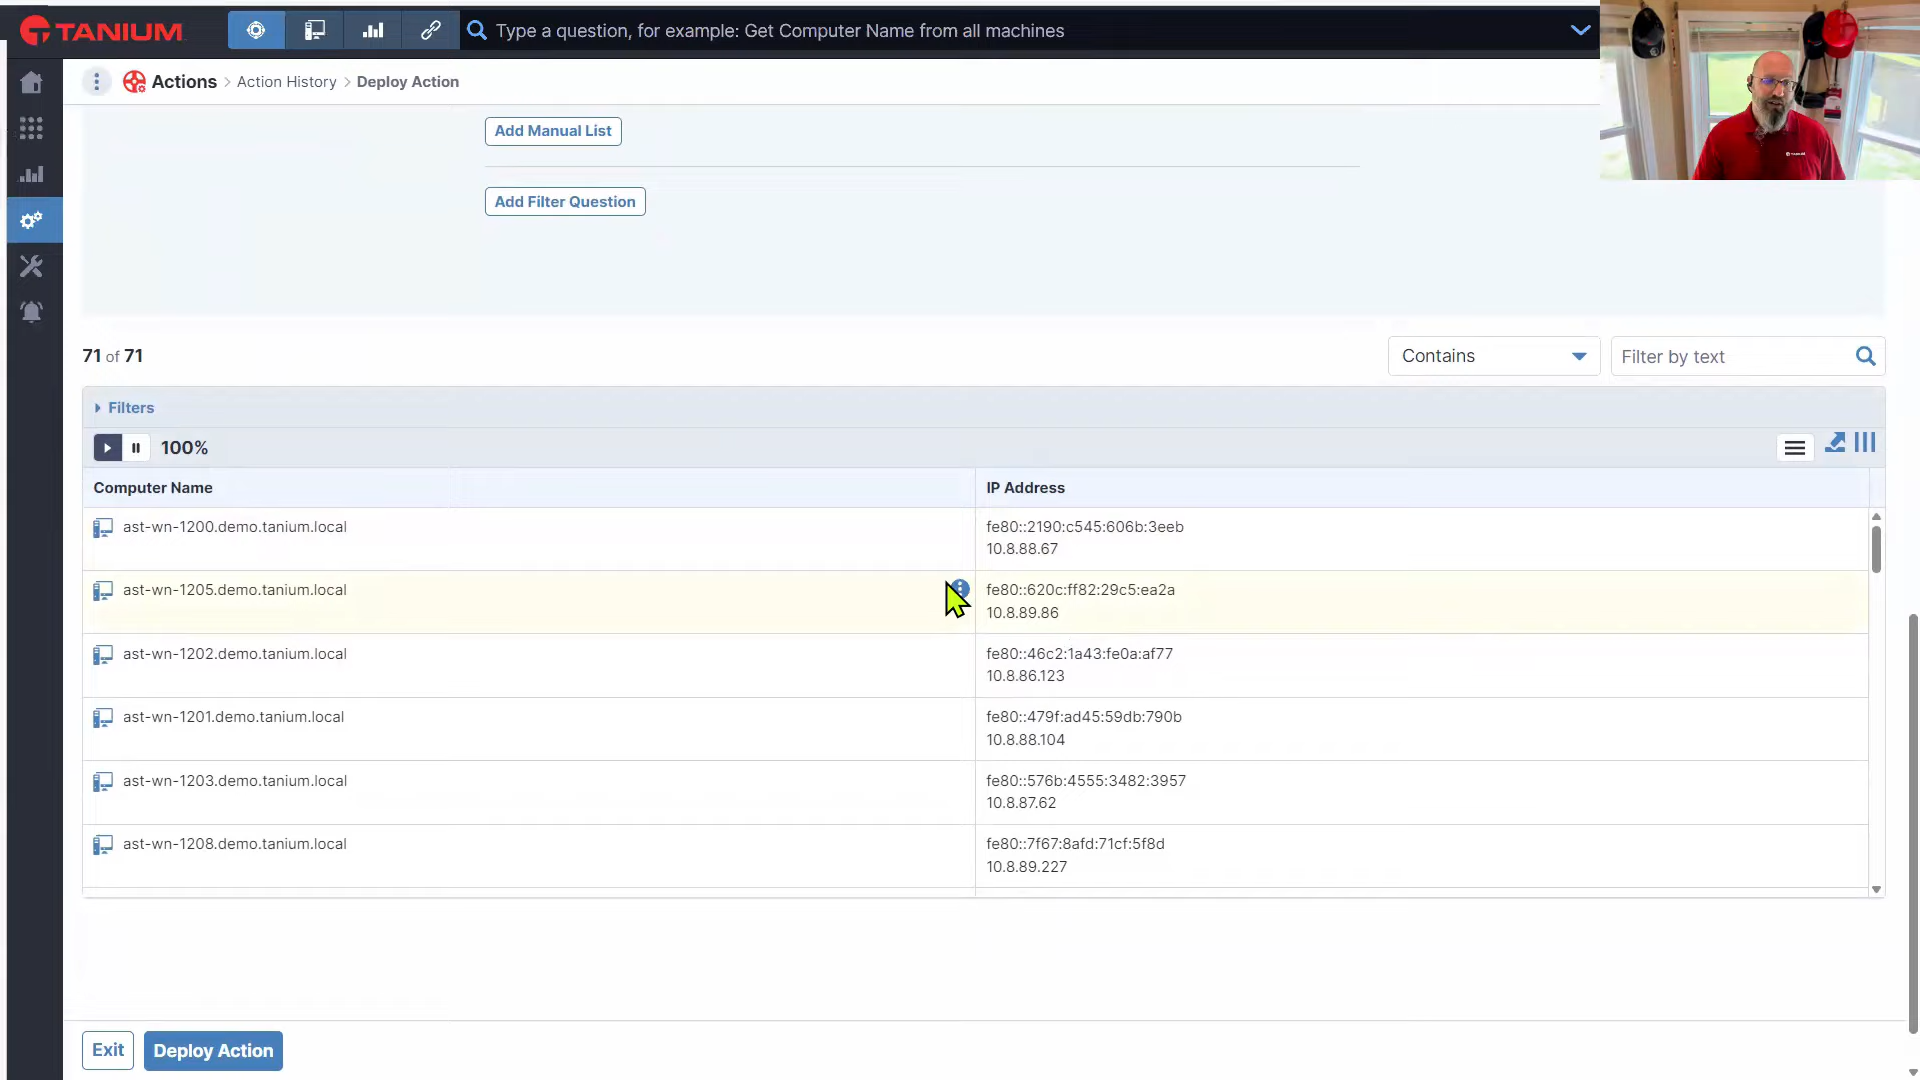 TANIUM
Type a question, for example: Get Computer Name from all machines
Actions > Action History > Deploy Action
Add Manual List
Add Filter Question
71 of 71
Contains
Filter by text
Filters
100%
Computer Name
IP Address
ast-wn-1200.demo.tanium.local
fe80::2190:c545:606b:3eeb
10.8.88.67
ast-wn-1205.demo.tanium.local
fe80::620c:ff82:29c5:ea2a
10.8.89.86
ast-wn-1202.demo.tanium.local
fe80::46c2:1a43:fe0a:af77
10.8.86.123
ast-wn-1201.demo.tanium.local
fe80::479f:ad45:59db:790b
10.8.88.104
ast-wn-1203.demo.tanium.local
fe80::576b:4555:3482:3957
10.8.87.62
ast-wn-1208.demo.tanium.local
fe80::7f67:8afd:71cf:5f8d
10.8.89.227
Exit
Deploy Action